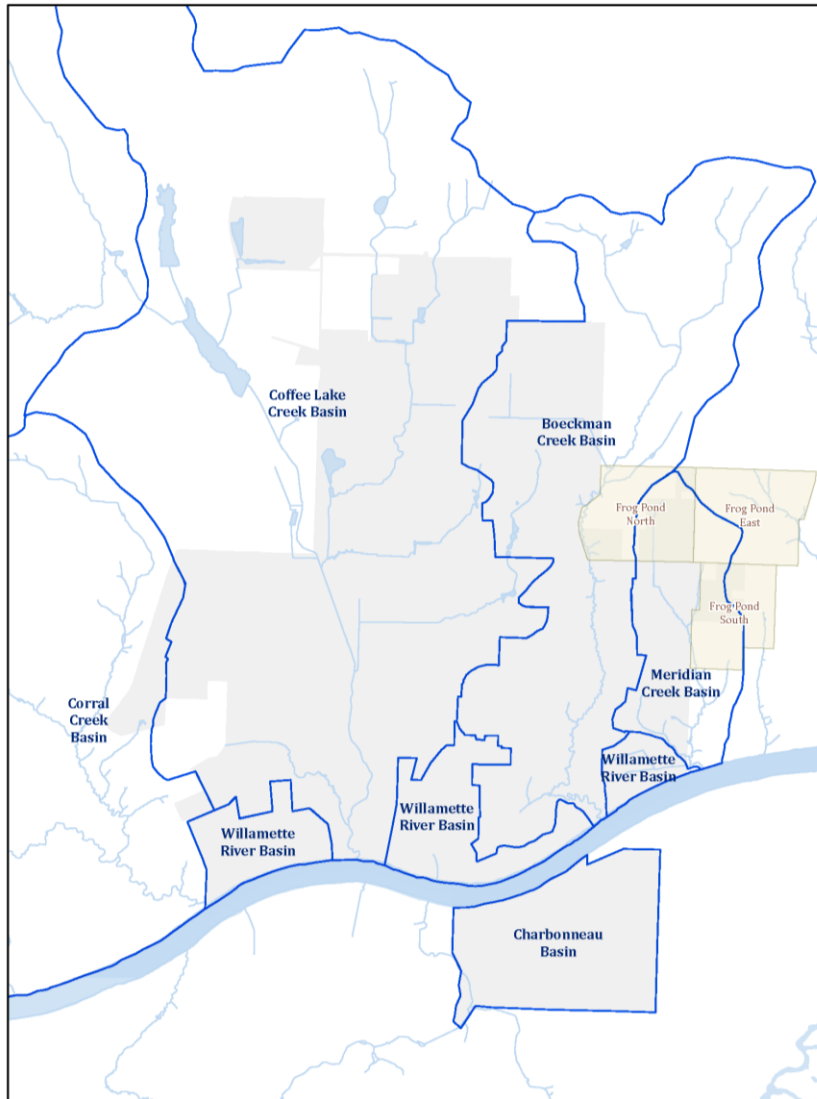 Coffee Lake
Creek Basin
Boeckman
Creek Basin
Frog Pond
North
Frog Pond
East
Frog Pond
South
Meridian
Creek Basin
Corral
Creek
Basin
Willamette
River Basin
Willamette
River Basin
Willamette
River Basin
Charbonneau
Basin